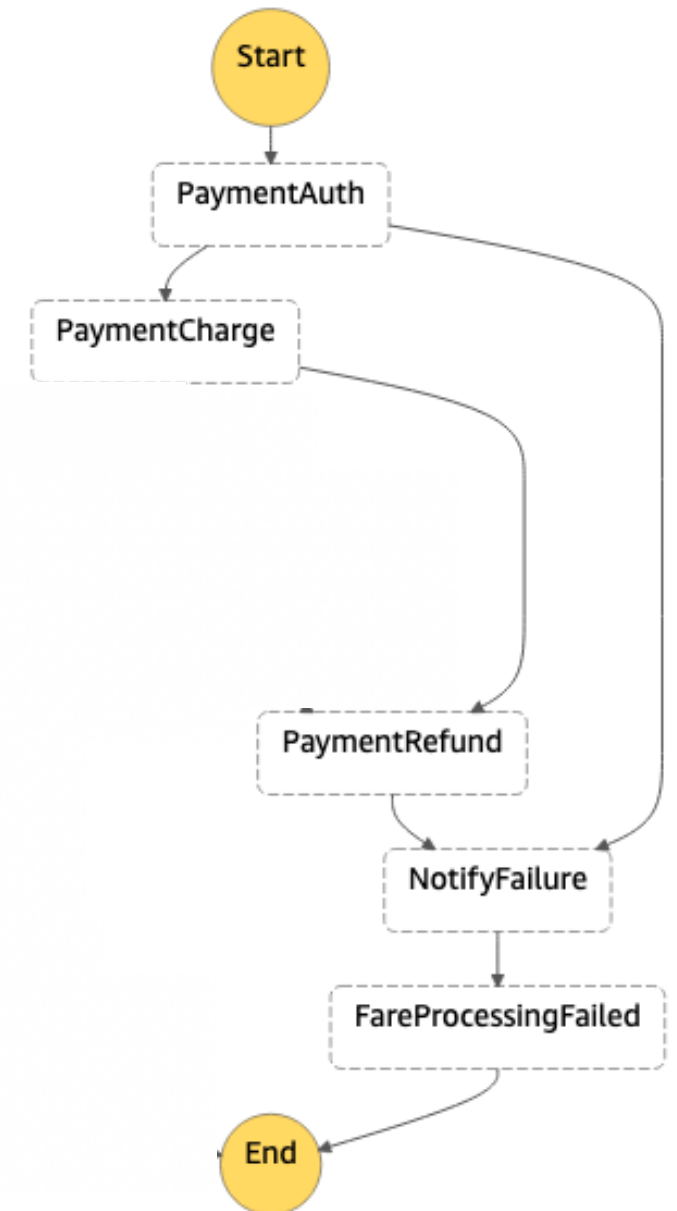 Start
PaymentAuth
PaymentCharge
PaymentRefund
NotifyFailure
FareProcessingFailed
End